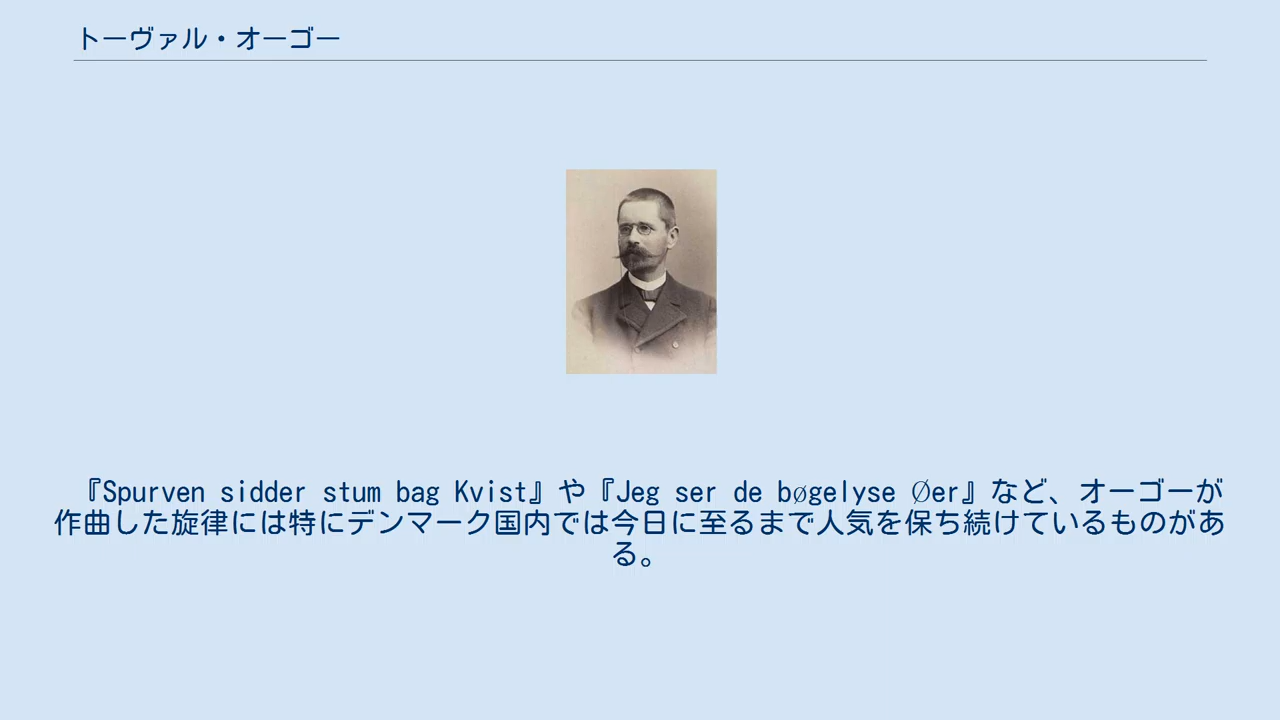 トーヴァル・オーゴー
『Spurven sidder stum bag Kvist』や『Jeg ser de bøgelyse Øer』など、オーゴーが
作曲した旋律には特にデンマーク国内では今日に至るまで人気を保ち続けているものがあ
る。